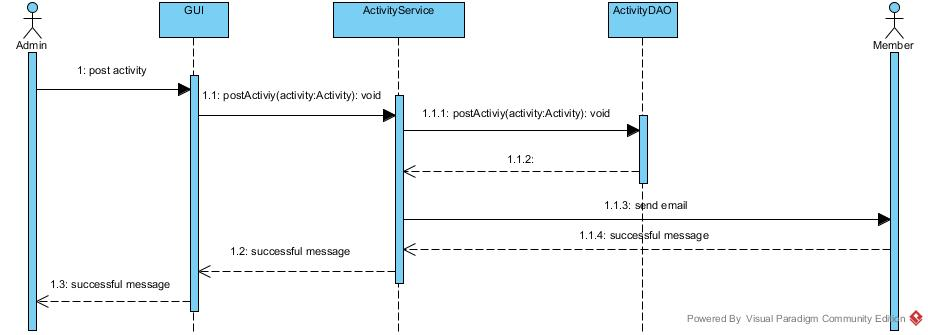 GUI
ActivityService
ActivityDAO
Admin
Member
1: post activity
1.1: postActiviy(activity:Activity): void
1.1.1: postActiviy(activity:Activity): void
1.1.2:
1.1.3: send email
1.1.4: successful message
1.2: successful message
1.3: successful message
Powered By Visual Paradigm Community Edition